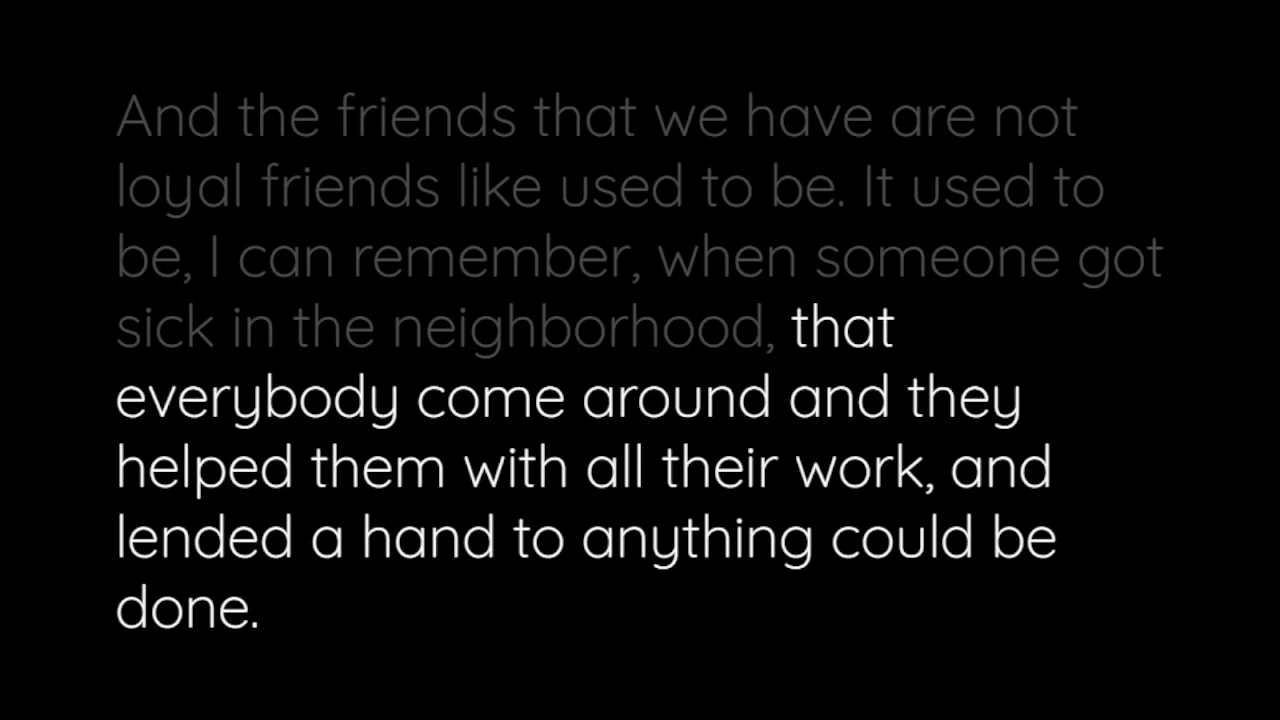 And the friends that we have are not
loyal friends like used to be. It used to
be, I can remember, when someone got
sick in the neighborhood, that
everybody come around and they
helped them with all their work, and
lended a hand to anything could be
done.